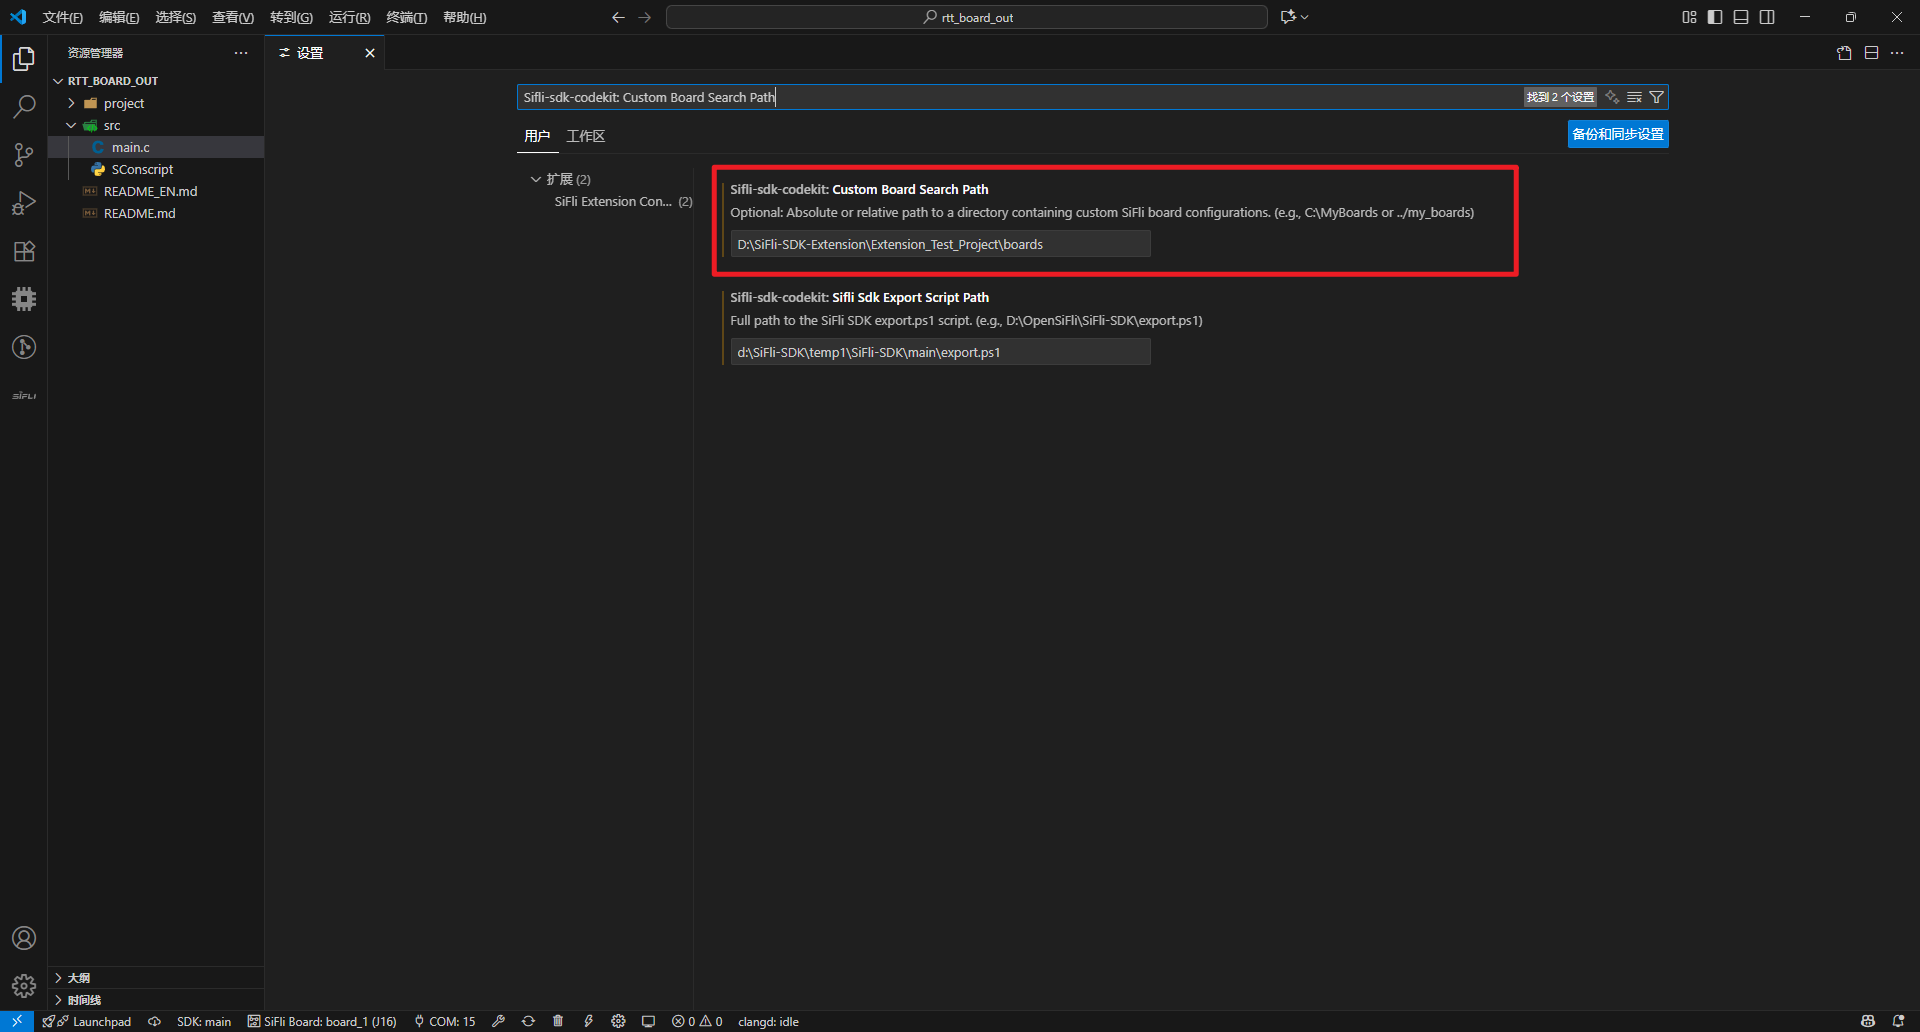 文件(F) 编辑(E) 选择(S) 查看(V) 转到(G) 运行(R) 终端(T) 帮助(H) rtt_board_out
资源管理器
设置
RTT_BOARD_OUT
project
src
main.c
SConscript
README_EN.md
README.md
Sifli-sdk-codekit: Custom Board Search Path
找到 2 个设置
用户 工作区
备份和同步设置
扩展 (2)
SiFli Extension Con... (2)
Sifli-sdk-codekit: Custom Board Search Path
Optional: Absolute or relative path to a directory containing custom SiFli board configurations. (e.g., C:\MyBoards or ../my_boards)
D:\SiFli-SDK-Extension\Extension_Test_Project\boards
Sifli-sdk-codekit: Sifli Sdk Export Script Path
Full path to the SiFli SDK export.ps1 script. (e.g., D:\OpenSiFli\SiFli-SDK\export.ps1)
d:\SiFli-SDK\temp1\SiFli-SDK\main\export.ps1
SiFLi
大纲
时间线
Launchpad SDK: main SiFli Board: board_1 (J16) COM: 15 0 0 clangd: idle